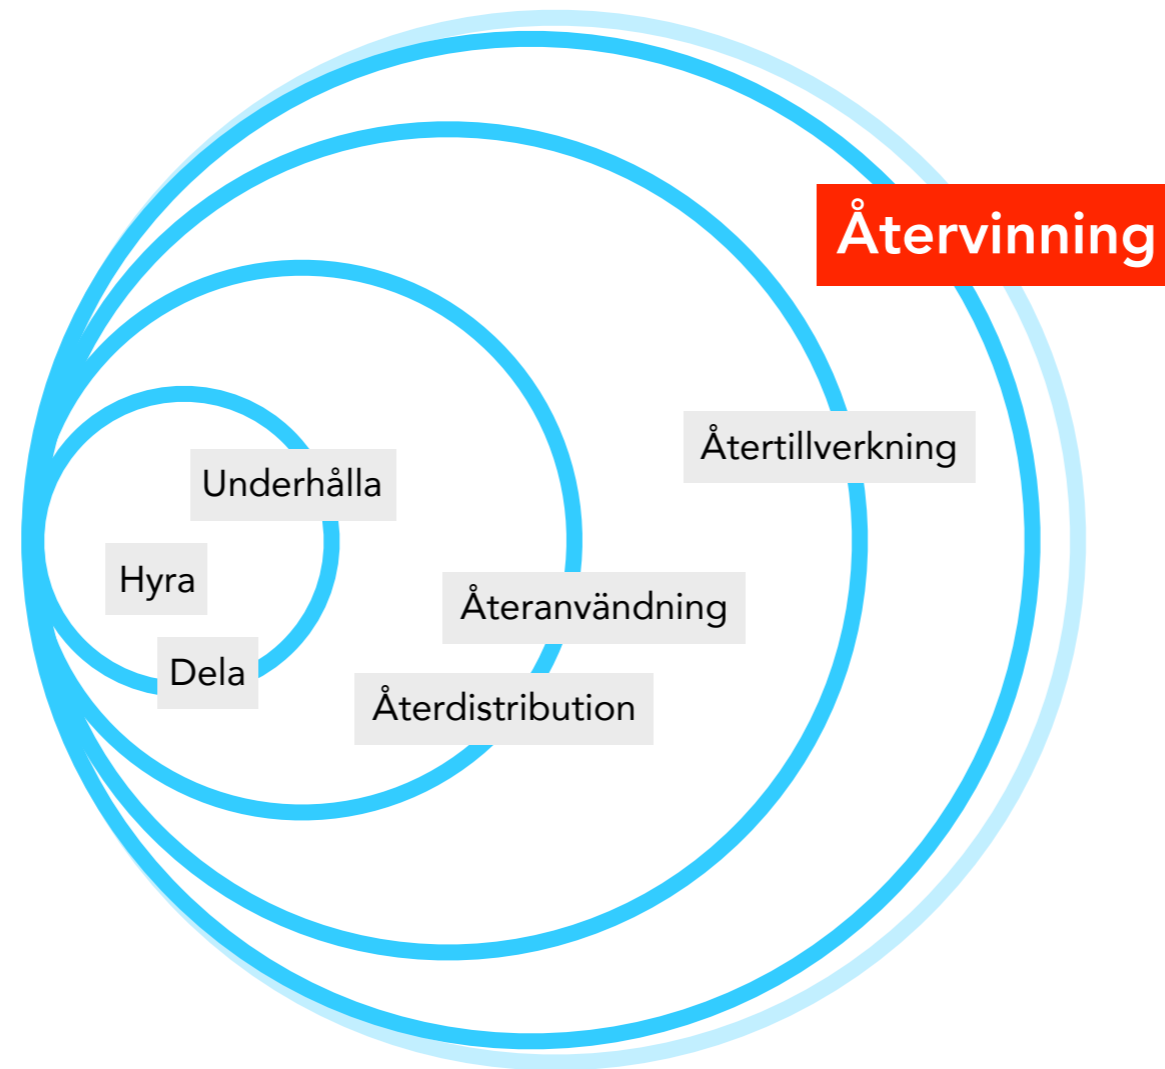 Återvinning
Återtillverkning
Underhålla
Hyra
Återanvändning
Dela
Återdistribution